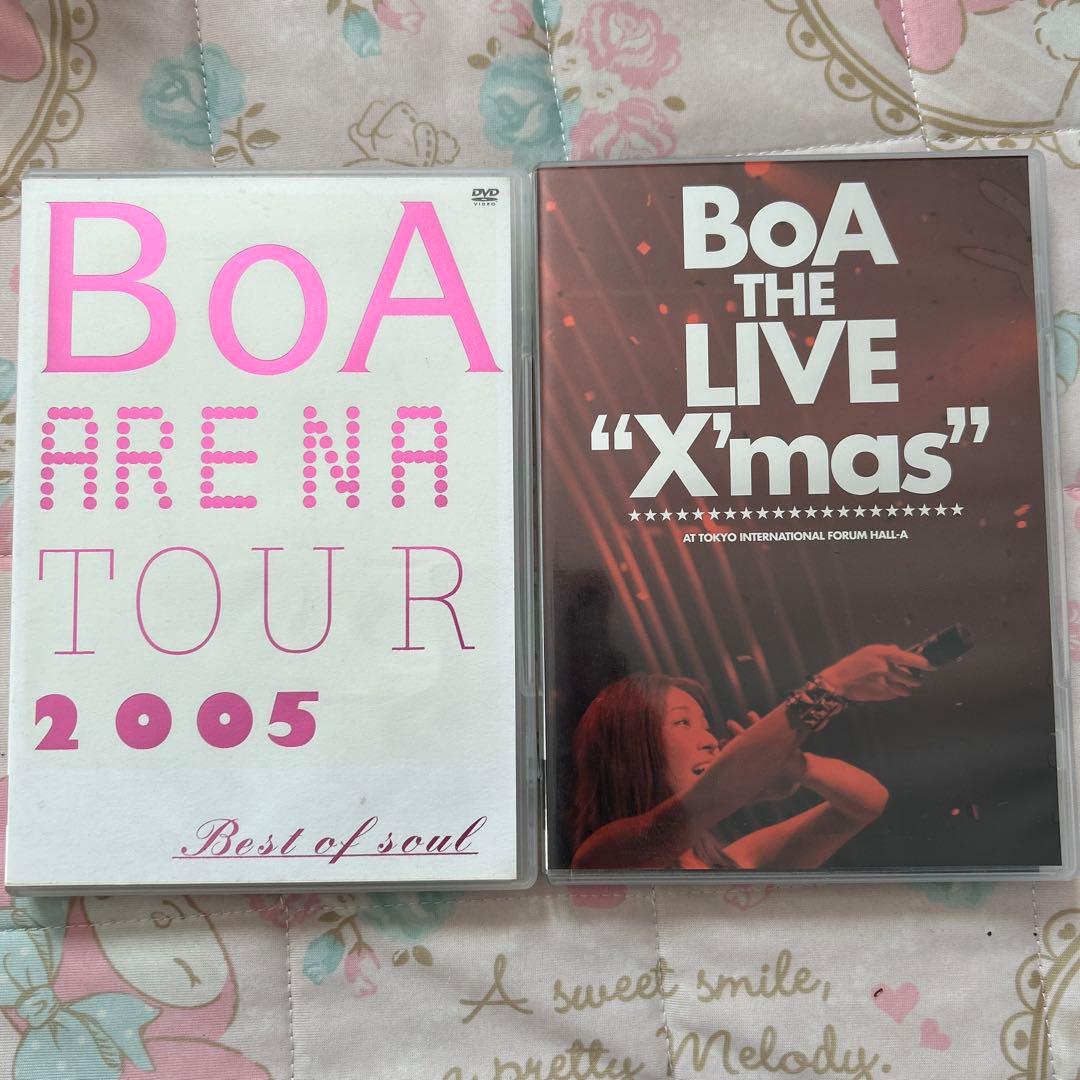 DVD
VIDEO
BoA
ARENA
TOUR
2005
Best of soul
BoA
THE
LIVE
“X'mas”
★★★★★★★★★★★★★★★★★★★★★
AT TOKYO INTERNATIONAL FORUM HALL-A
A sweet smile,
a pretty Melody.